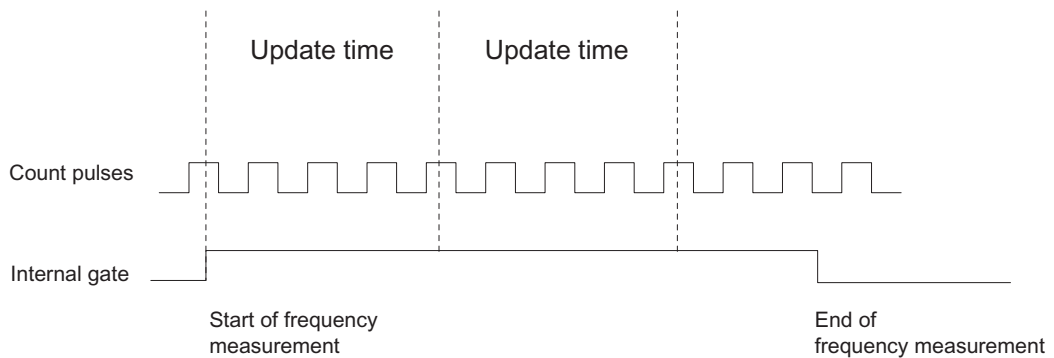 Update time
Update time
Count pulses
Internal gate
Start of frequency
measurement
End of
frequency measurement